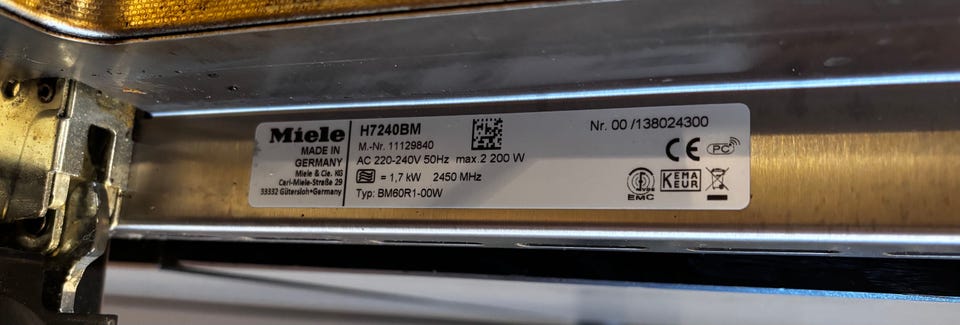 Miele
MADE IN
GERMANY
Miele & Cie. KG
Carl-Miele-Straße 29
33332 Gütersloh•Germany
H7240BM
M.-Nr. 11129840
AC 220-240V 50Hz max.2 200 W
= 1,7 kW 2450 MHz
Typ: BM60R1-00W
Nr. 00 /138024300
CE PC
EMC
KEMA
KEUR